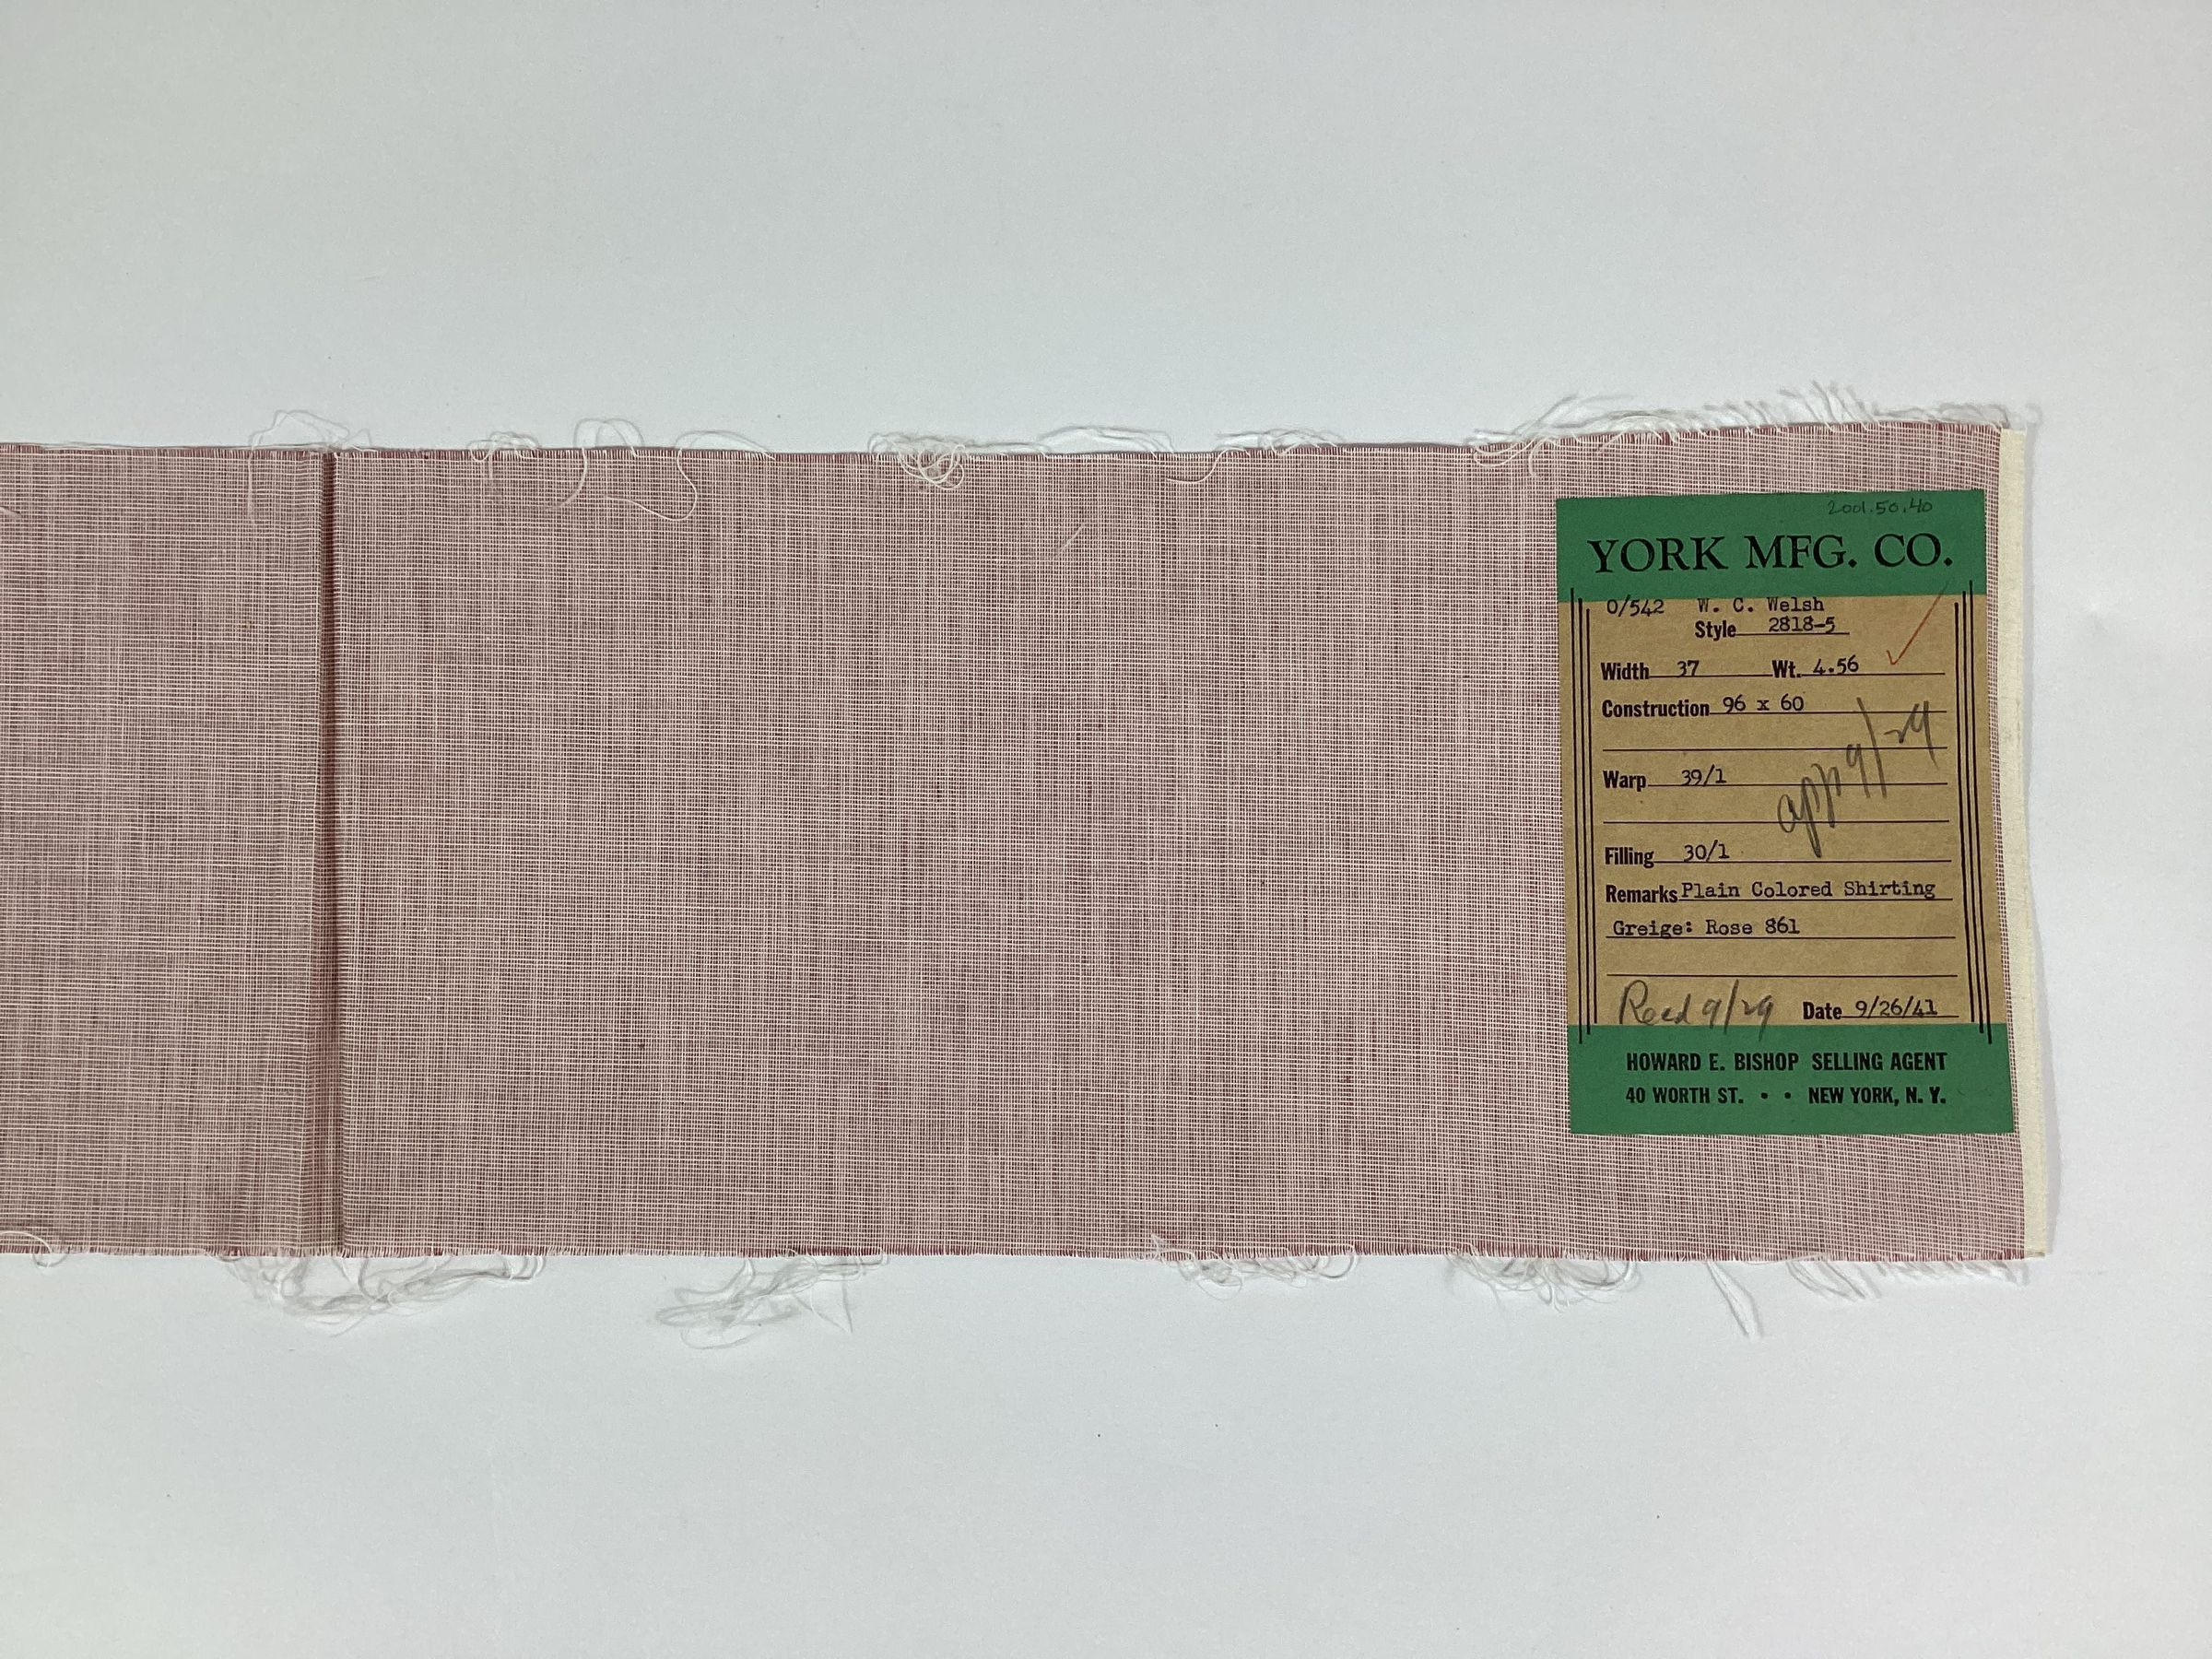 2001.50.40
YORK MFG. CO.
0/542 W. C. Welsh
Style 2818-5
Width 37 Wt. 4.56
Construction 96 x 60
app 9/29
Warp 39/1
Filling 30/1
Remarks Plain Colored Shirting
Greige: Rose 861
Recd 9/29 Date 9/26/41
HOWARD E. BISHOP SELLING AGENT
40 WORTH ST. • • NEW YORK, N. Y.